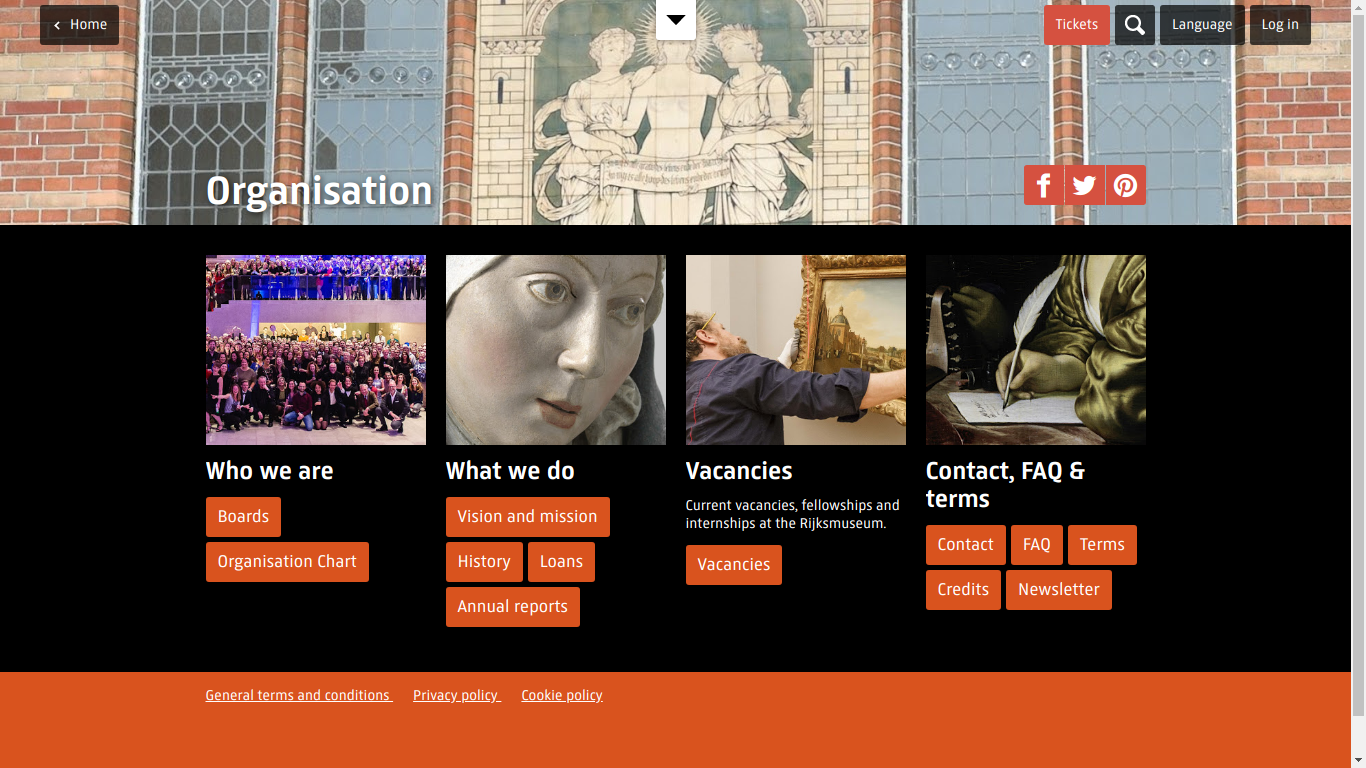 Home
Tickets
Language
Log in
Organisation
Who we are
Boards
Organisation Chart
What we do
Vision and mission
History Loans
Annual reports
Vacancies
Current vacancies, fellowships and
internships at the Rijksmuseum.
Vacancies
Contact, FAQ &
terms
Contact FAQ Terms
Credits Newsletter
General terms and conditions Privacy policy Cookie policy